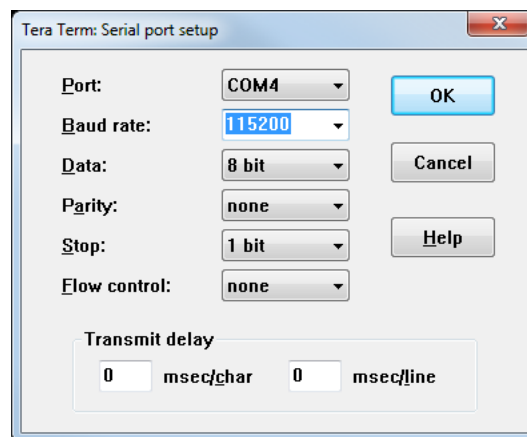 Tera Term: Serial port setup
Port: COM4
OK
Baud rate: 115200
Data: 8 bit
Cancel
Parity: none
Stop: 1 bit
Help
Flow control: none
Transmit delay
0 msec/char 0 msec/line